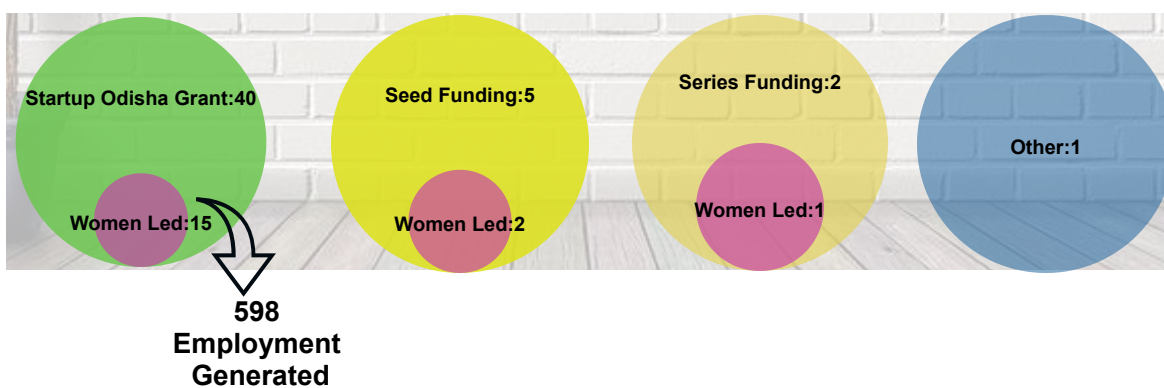 Startup Odisha Grant:40
Women Led:15
Seed Funding:5
Women Led:2
Series Funding:2
Women Led:1
Other:1
598
Employment
Generated